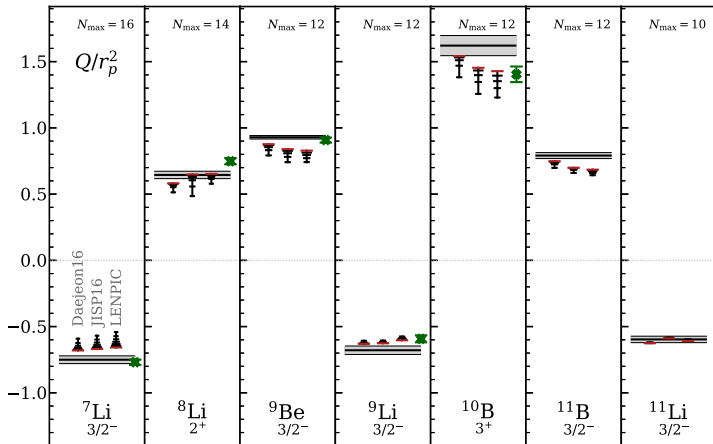 N_max = 16
N_max = 14
N_max = 12
N_max = 12
N_max = 12
N_max = 12
N_max = 10
Q/r_p^2
1.5
1.0
0.5
0.0
−0.5
−1.0
Daejeon16
JISP16
LENPIC
^7Li
^8Li
^9Be
^9Li
^10B
^11B
^11Li
3/2^−
2^+
3/2^−
3/2^−
3^+
3/2^−
3/2^−